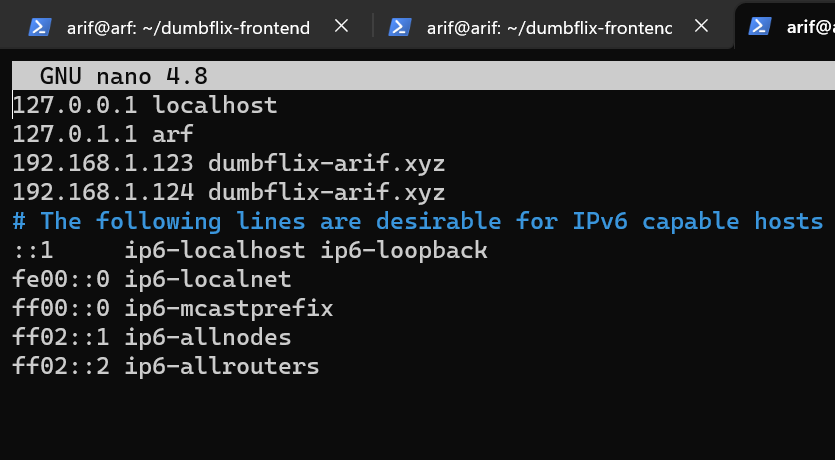 arif@arf: ~/dumbflix-frontend
arif@arif: ~/dumbflix-frontenc
arif@a
GNU nano 4.8
127.0.0.1 localhost
127.0.1.1 arf
192.168.1.123 dumbflix-arif.xyz
192.168.1.124 dumbflix-arif.xyz
# The following lines are desirable for IPv6 capable hosts
::1     ip6-localhost ip6-loopback
fe00::0 ip6-localnet
ff00::0 ip6-mcastprefix
ff02::1 ip6-allnodes
ff02::2 ip6-allrouters